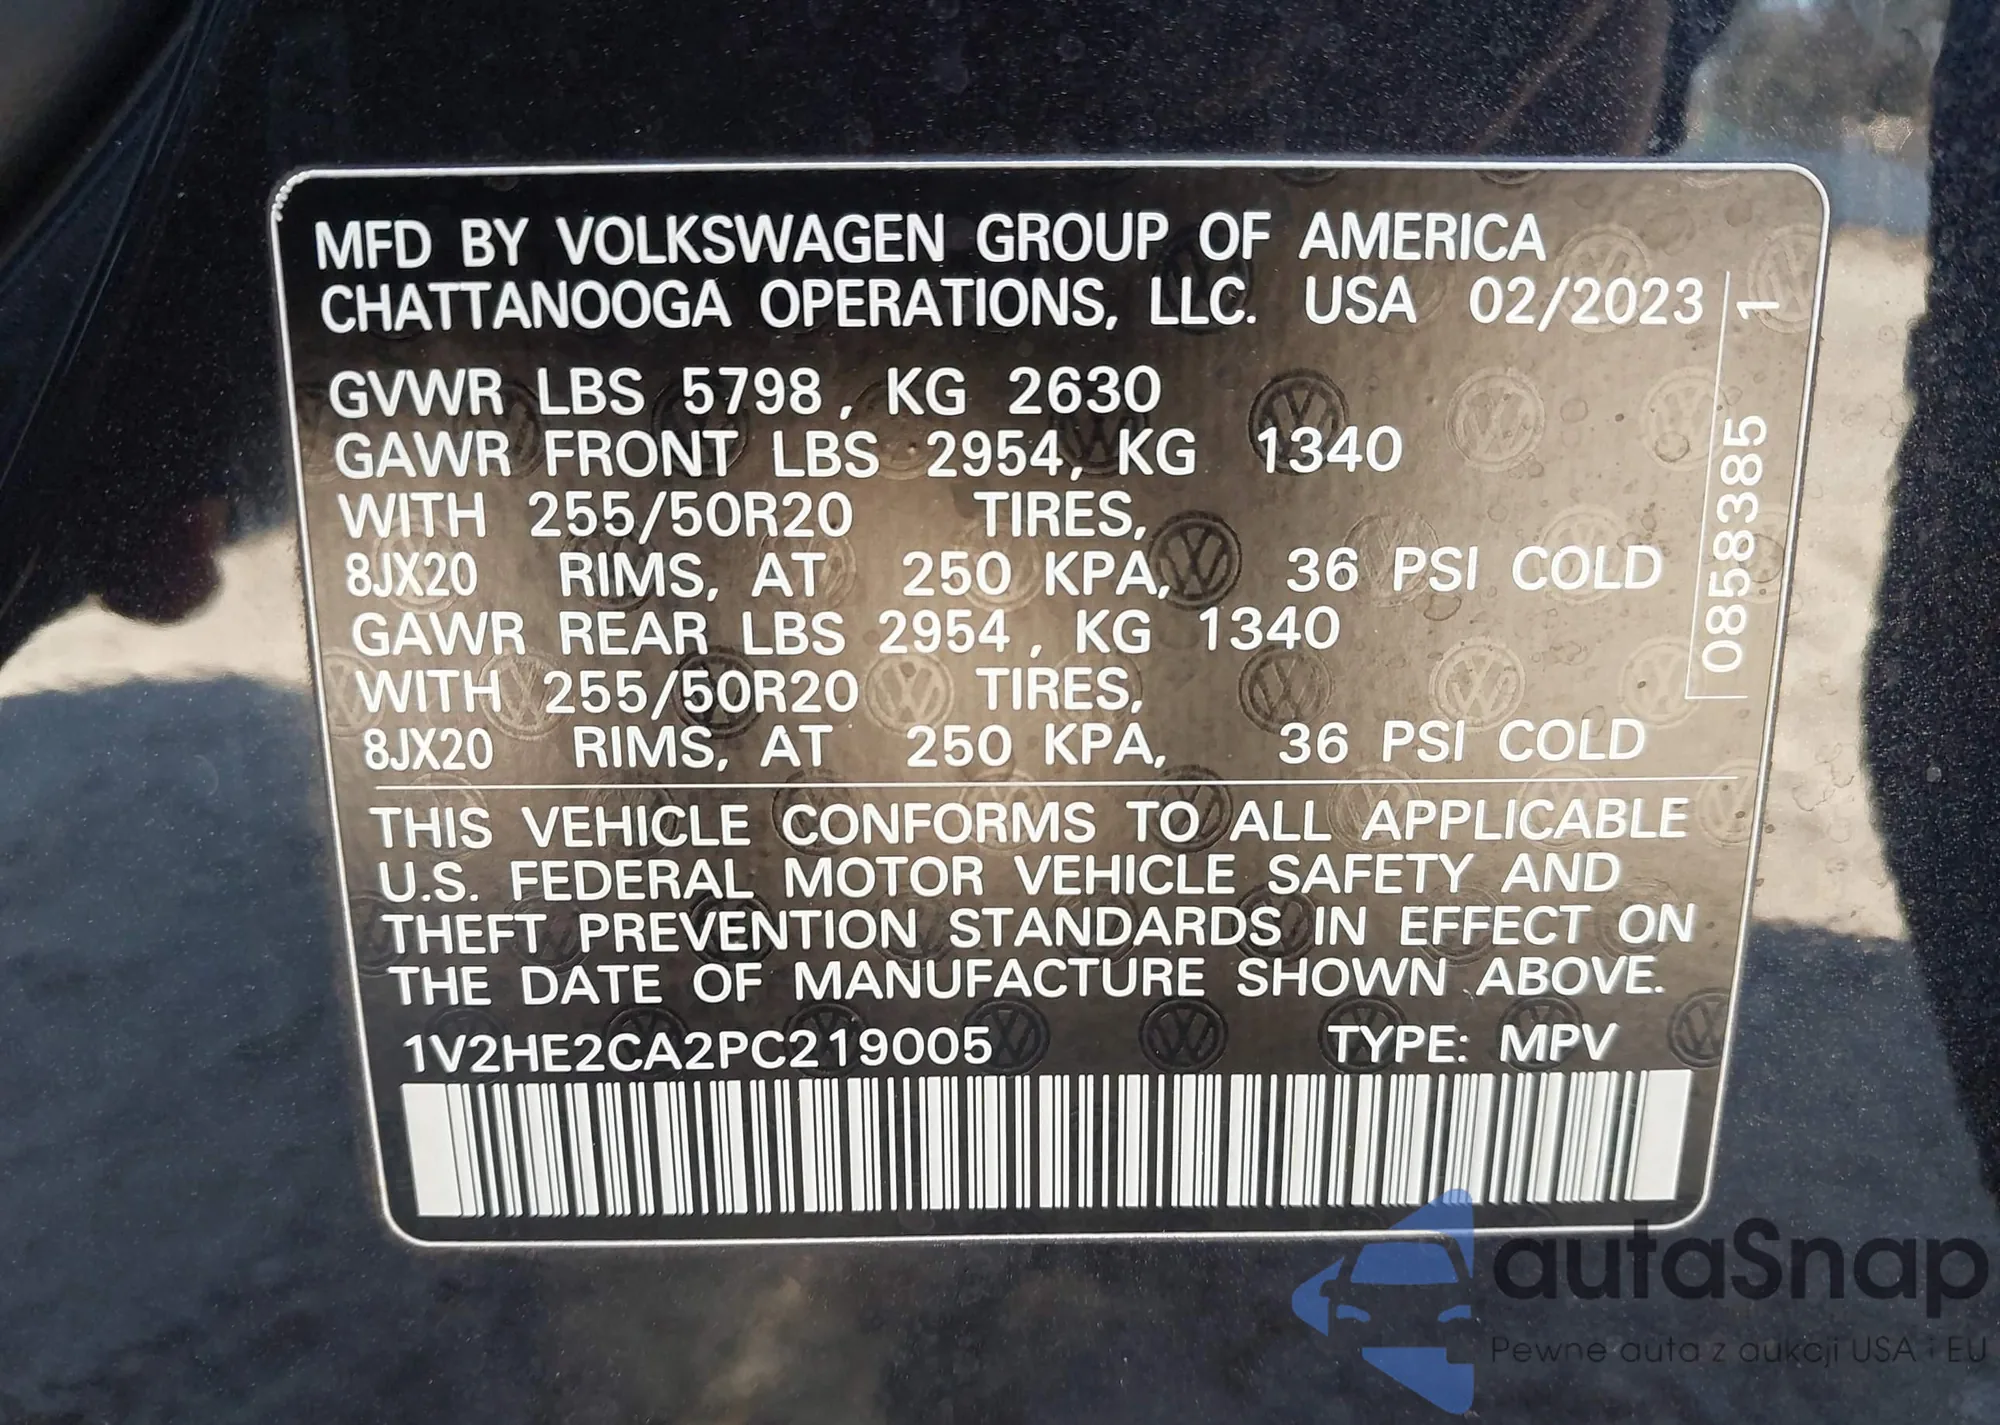 MFD BY VOLKSWAGEN GROUP OF AMERICA
CHATTANOOGA OPERATIONS, LLC. USA 02/2023
GVWR LBS 5798, KG 2630
GAWR FRONT LBS 2954, KG 1340
WITH 255/50R20 TIRES,
8JX20 RIMS, AT 250 KPA, 36 PSI COLD
GAWR REAR LBS 2954, KG 1340
WITH 255/50R20 TIRES,
8JX20 RIMS, AT 250 KPA, 36 PSI COLD
THIS VEHICLE CONFORMS TO ALL APPLICABLE
U.S. FEDERAL MOTOR VEHICLE SAFETY AND
THEFT PREVENTION STANDARDS IN EFFECT ON
THE DATE OF MANUFACTURE SHOWN ABOVE.
1V2HE2CA2PC219005 TYPE: MPV
0858385 1
autaSnap
Pewne auta z aukcji USA i EU